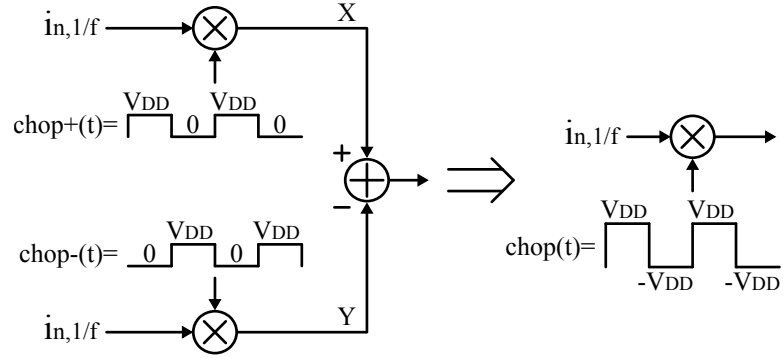 in,1/f
X
VDD VDD
chop+(t)= 0 0
+
in,1/f
−
VDD VDD
chop-(t)= 0 0
VDD VDD
chop(t)=
-VDD -VDD
in,1/f
Y